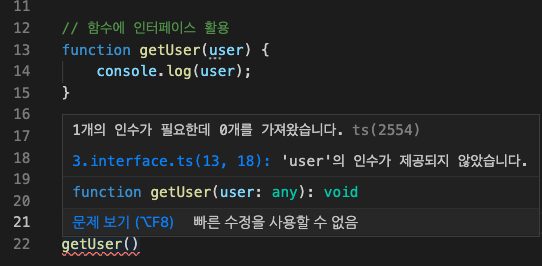 11
12 // 함수에 인터페이스 활용
13 function getUser(user) {
14 console.log(user);
15 }
16
17 1개의 인수가 필요한데 0개를 가져왔습니다. ts(2554)
18 3.interface.ts(13, 18): 'user'의 인수가 제공되지 않았습니다.
19
20 function getUser(user: any): void
21 문제 보기 (⌥F8) 빠른 수정을 사용할 수 없음
22 getUser()